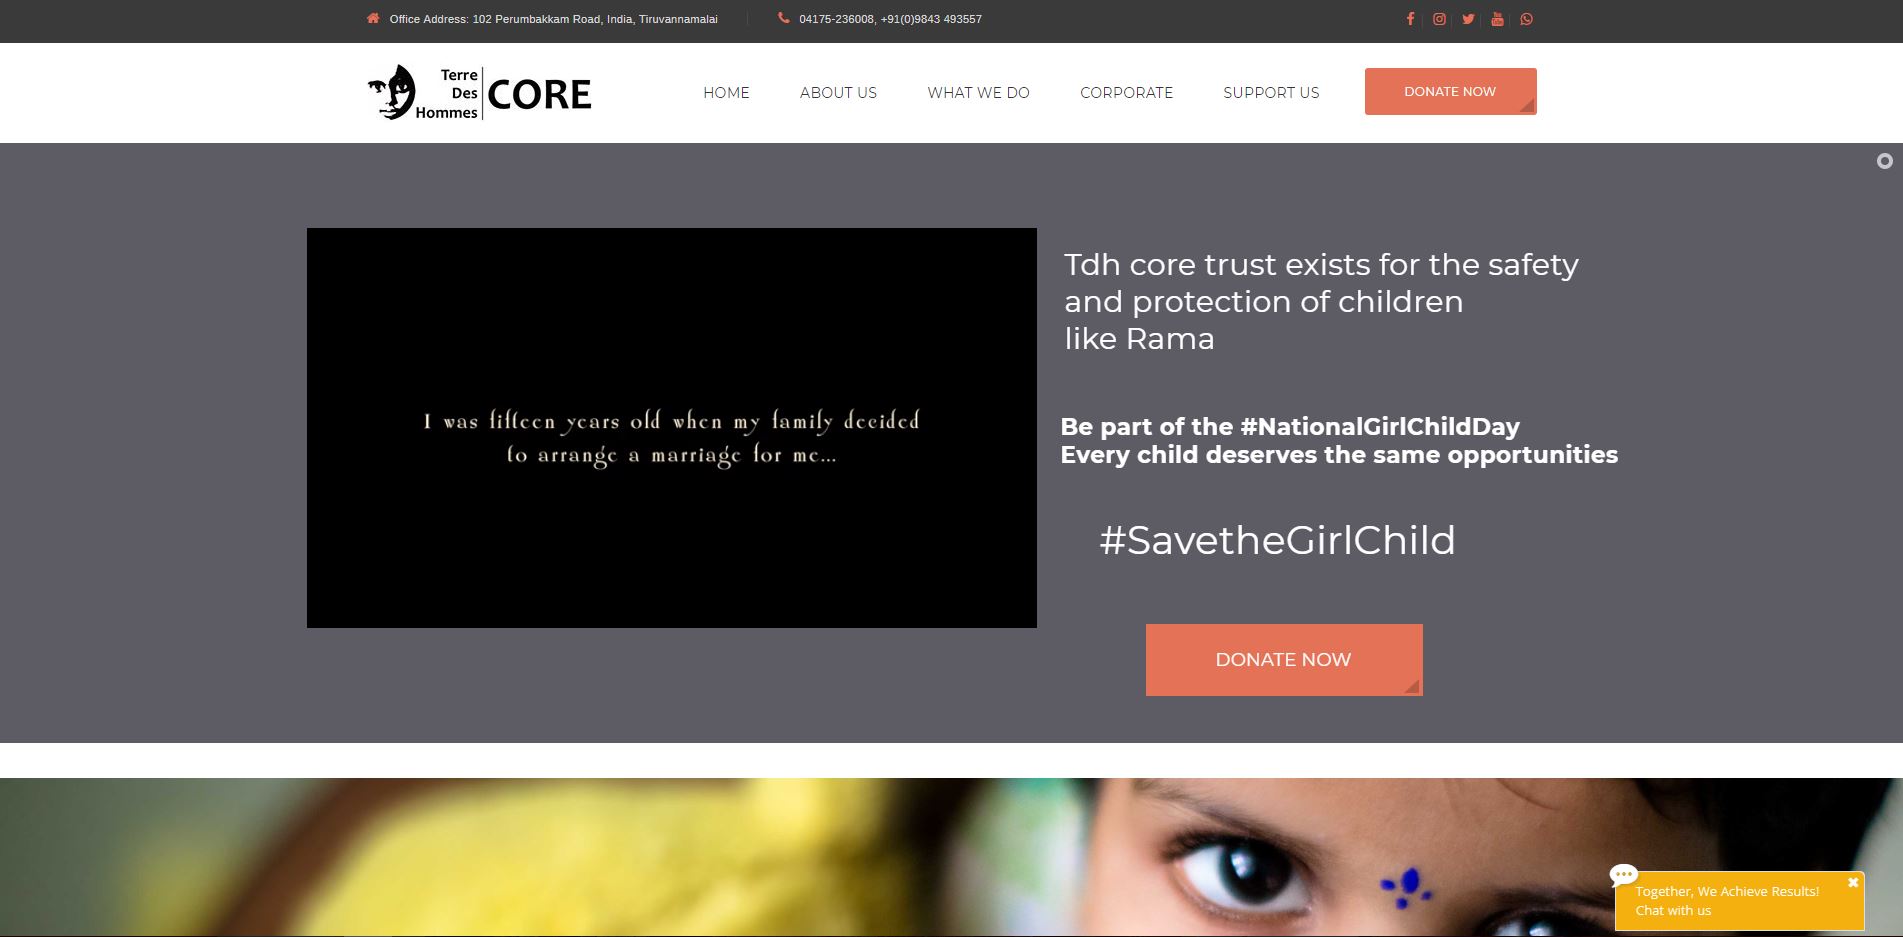 Office Address: 102 Perumbakkam Road, India, Tiruvannamalai
04175-236008, +91(0)9843 493557
Terre
Des
Hommes
CORE
HOME
ABOUT US
WHAT WE DO
CORPORATE
SUPPORT US
DONATE NOW
I was fifteen years old when my family decided
to arrange a marriage for me...
Tdh core trust exists for the safety
and protection of children
like Rama
Be part of the #NationalGirlChildDay
Every child deserves the same opportunities
#SavetheGirlChild
DONATE NOW
Together, We Achieve Results!
Chat with us